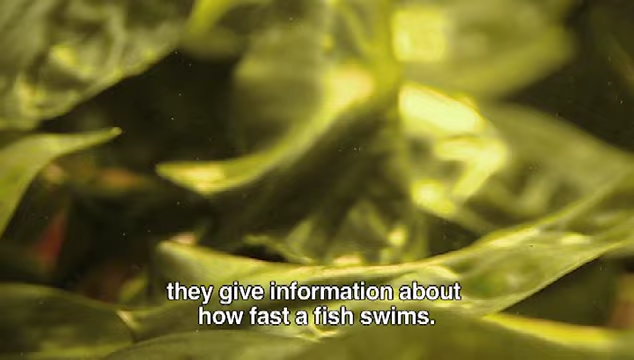 they give information about
how fast a fish swims.